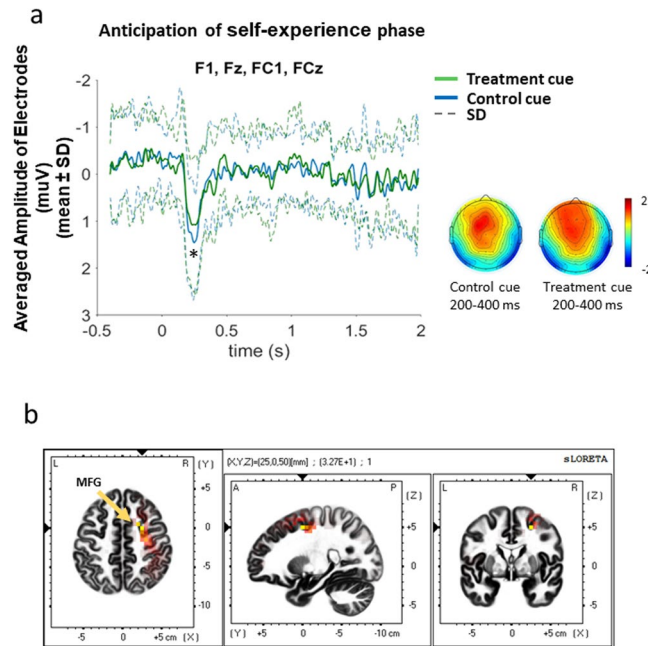 a
Anticipation of self-experience phase
F1, Fz, FC1, FCz
Averaged Amplitude of Electrodes
(muV)
(mean ± SD)
-2
-1
0
1
2
3
-0.5 0 0.5 1 1.5 2
time (s)
*
Treatment cue
Control cue
SD
2
-2
Control cue
200-400 ms
Treatment cue
200-400 ms
b
L R (Y)
MFG
+5
0
-5
-10
-5 0 +5 cm (X)
(X,Y,Z)=(25,0,50)[mm] ; (3.27E+1) ; 1
sLORETA
A P (Z)
+5
0
-5
(Y) +5 0 -5 -10 cm
L R (Z)
+5
0
-5
-5 0 +5 cm (X)